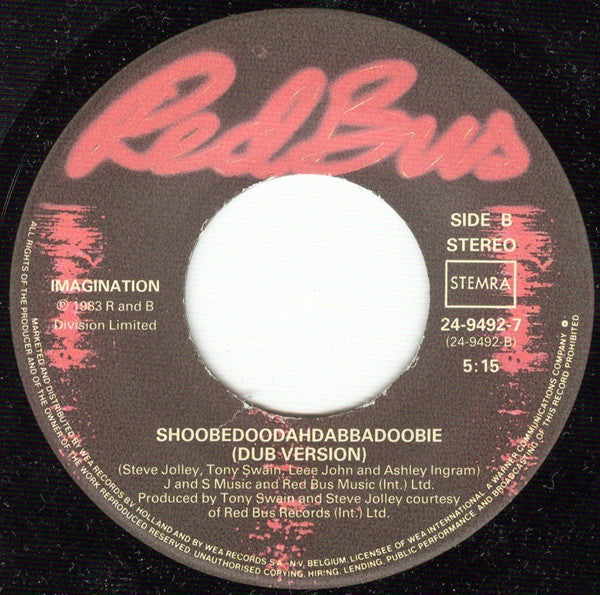 Red Bus
SIDE B
STEREO
STEMRA
IMAGINATION
℗ 1983 R and B
Division Limited
24-9492-7
(24-9492-B)
5:15
SHOOBEDOODAHDABBADOOBIE
(DUB VERSION)
(Steve Jolley, Tony Swain, Leee John and Ashley Ingram)
J and S Music and Red Bus Music (Int.) Ltd.
Produced by Tony Swain and Steve Jolley courtesy
of Red Bus Records (Int.) Ltd.
MARKETED AND DISTRIBUTED BY WEA RECORDS BV, HOLLAND AND BY WEA RECORDS S.A.-N.V, BELGIUM. LICENSEE OF WEA INTERNATIONAL. A WARNER COMMUNICATIONS COMPANY
ALL RIGHTS OF THE PRODUCER AND OF THE OWNER OF THE WORK REPRODUCED RESERVED. UNAUTHORISED COPYING, HIRING, LENDING, PUBLIC PERFORMANCE AND BROADCASTING OF THIS RECORD PROHIBITED